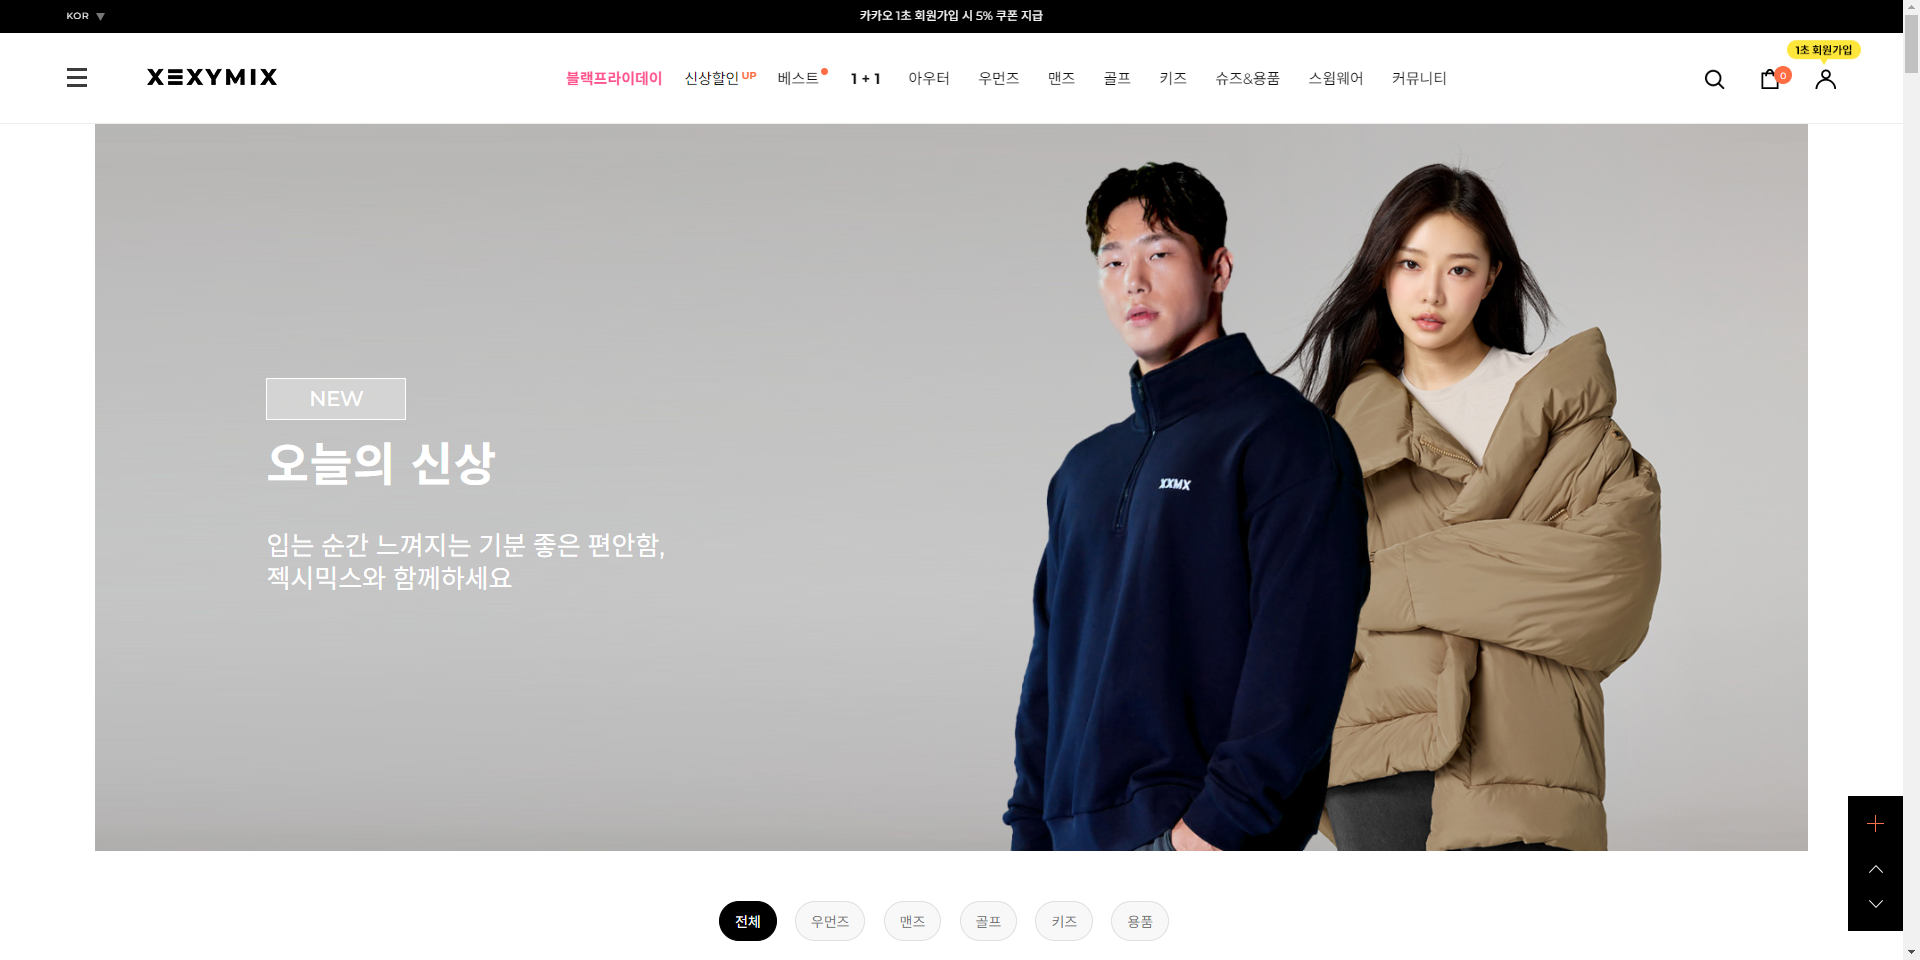 KOR ▼
카카오 1초 회원가입 시 5% 쿠폰 지급
1초 회원가입
XEXYMIX
블랙프라이데이 신상할인 UP 베스트 1 + 1 아우터 우먼즈 맨즈 골프 키즈 슈즈&용품 스윔웨어 커뮤니티
0
NEW
오늘의 신상
입는 순간 느껴지는 기분 좋은 편안함,
젝시믹스와 함께하세요
XXMX
전체 우먼즈 맨즈 골프 키즈 용품